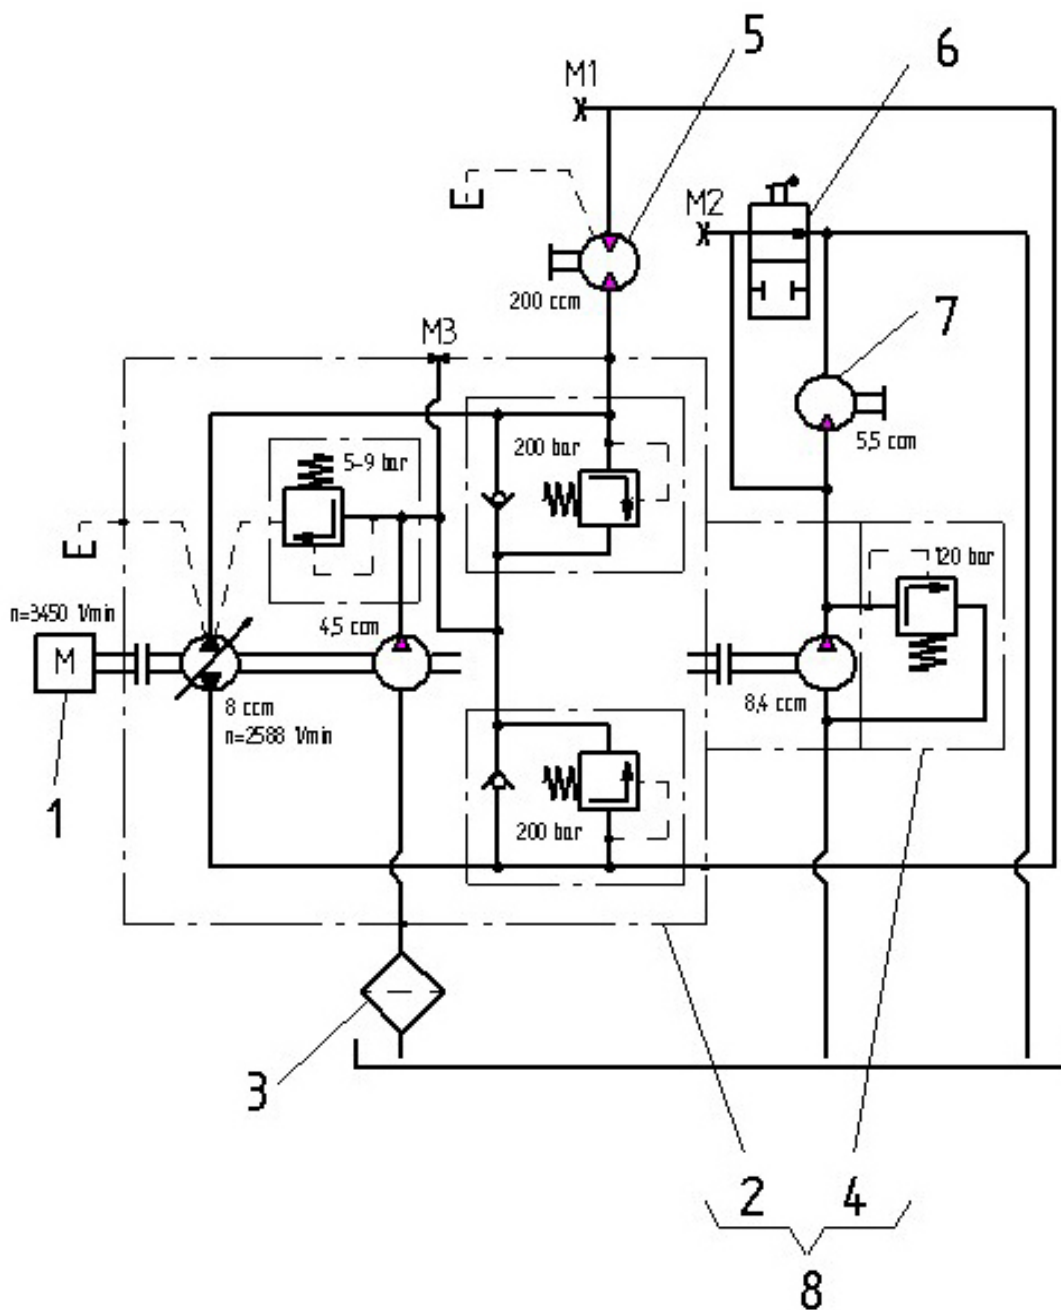 5
6
M1
M2
200 ccm
7
M3
5,5 ccm
200 bar
5-9 bar
120 bar
n=3450 1/min
4,5 ccm
M
8 ccm
8,4 ccm
n=2588 1/min
1
200 bar
3
2
4
8